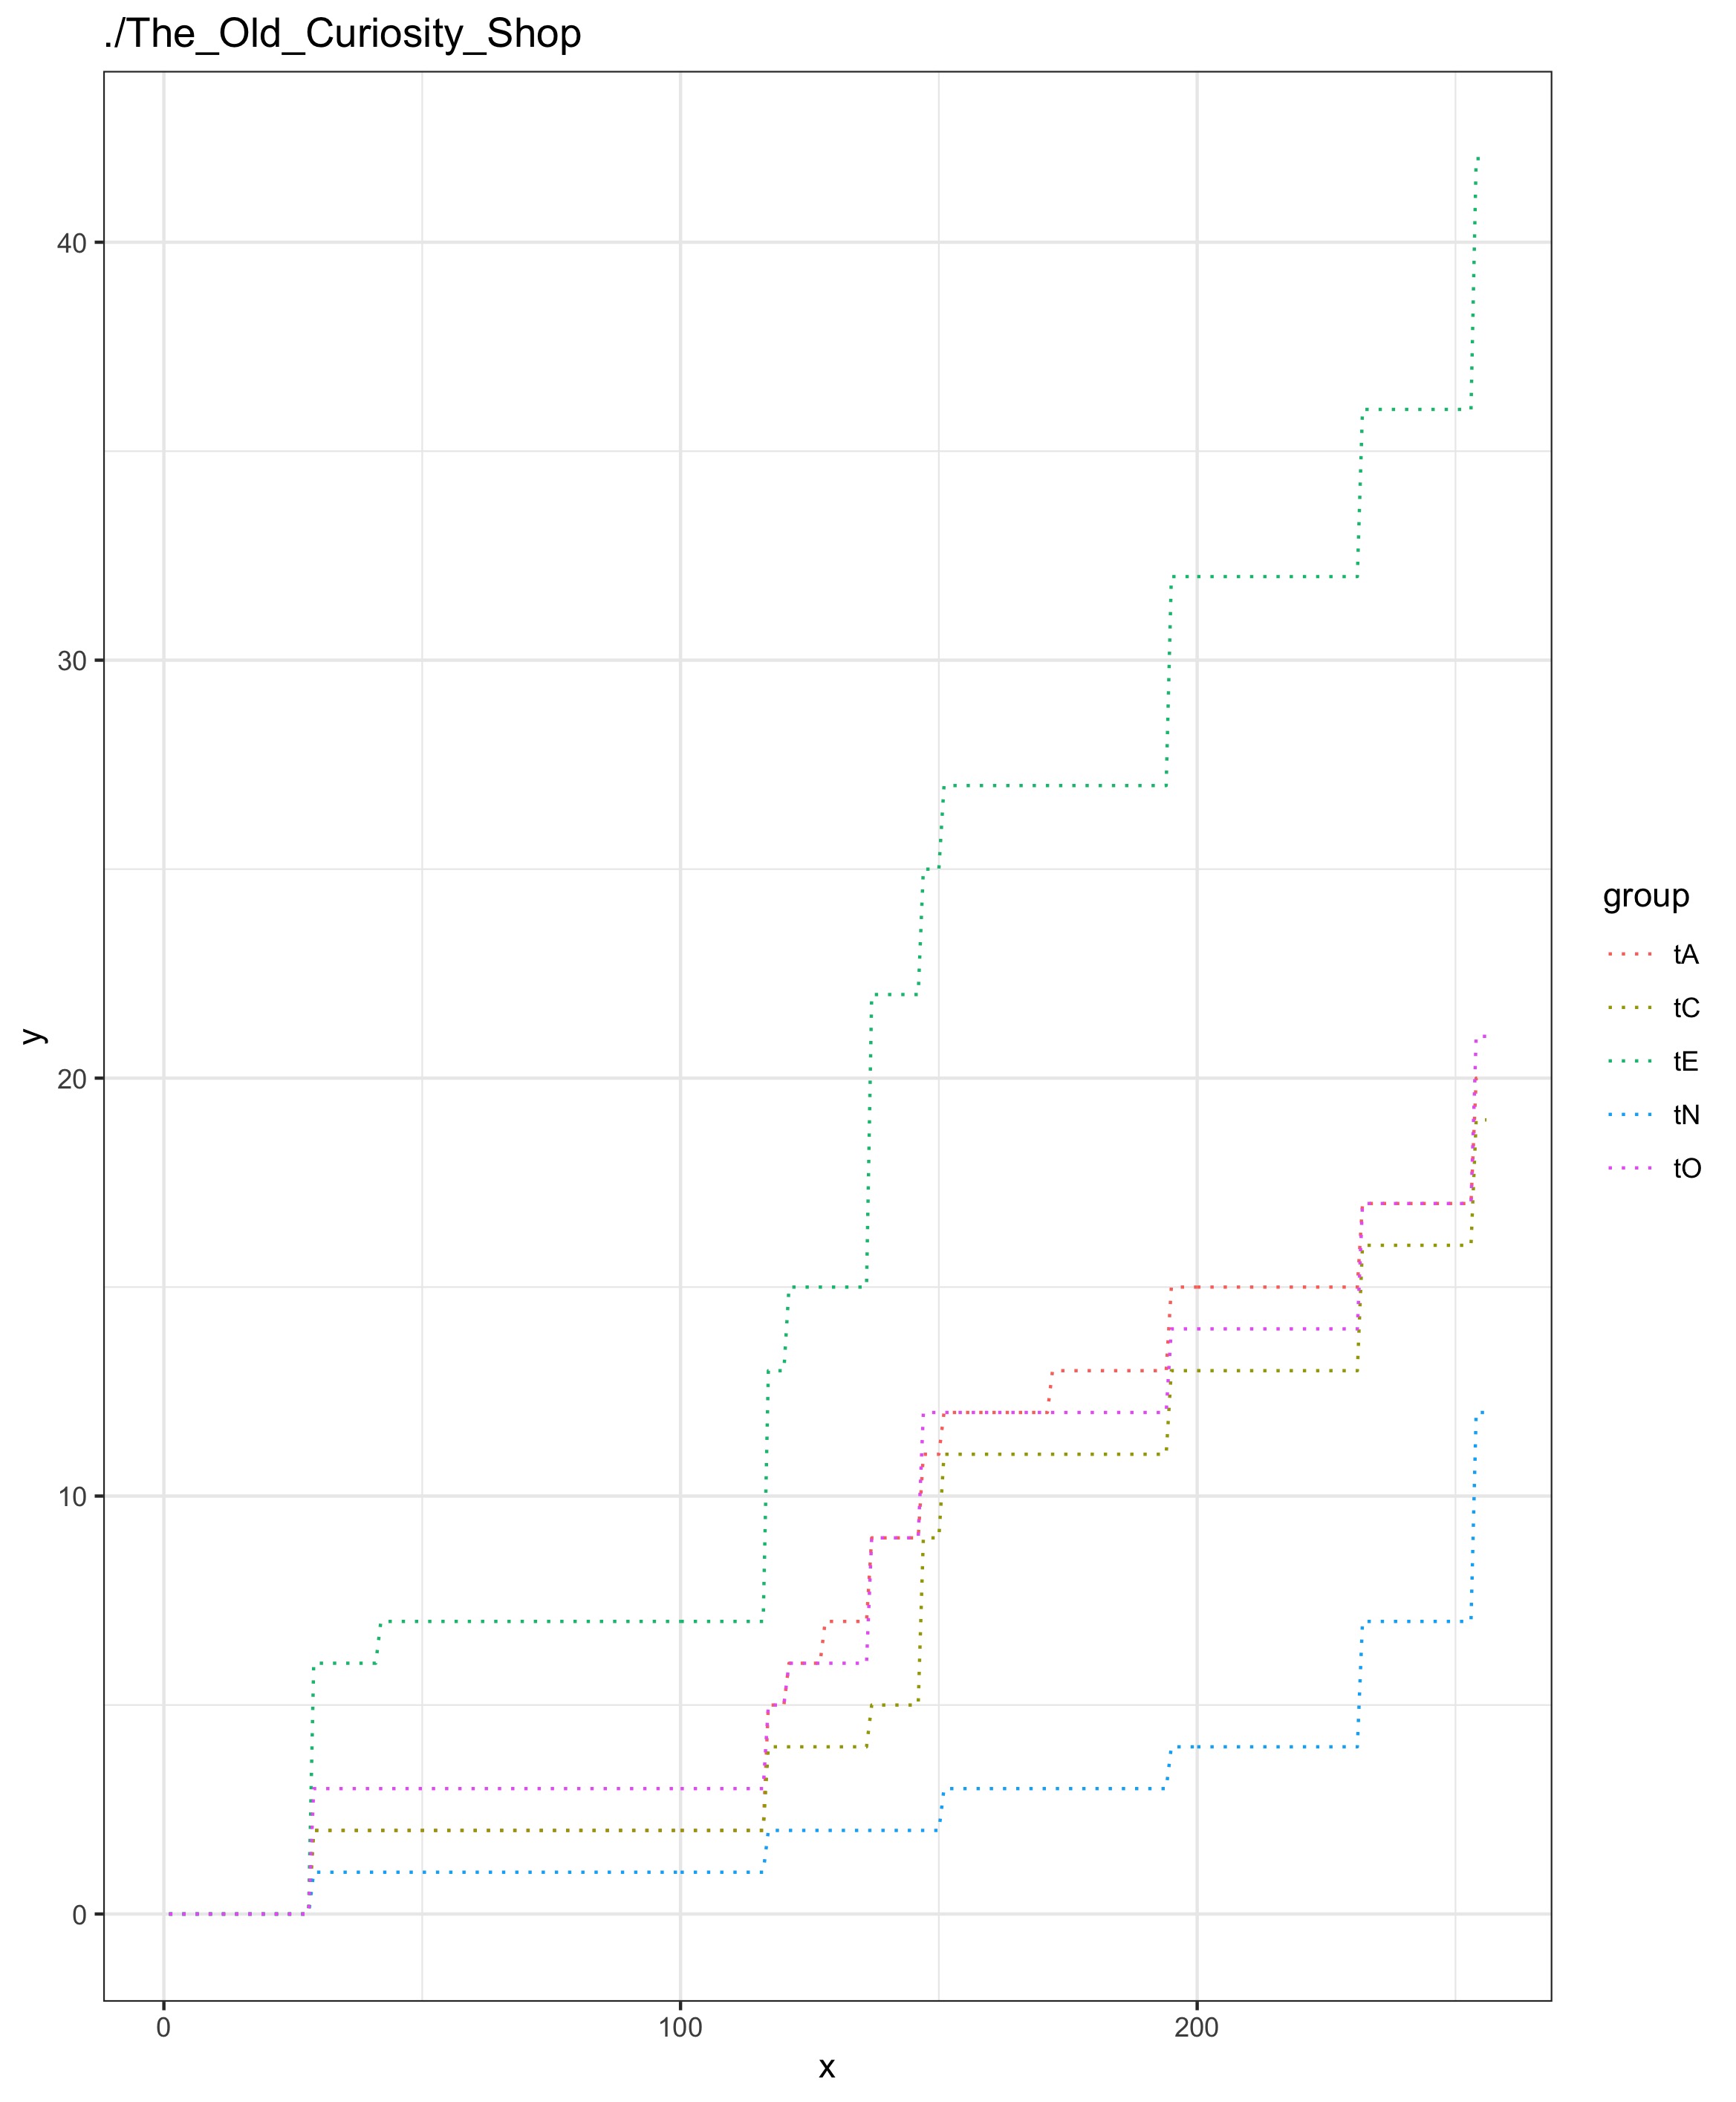 ./The_Old_Curiosity_Shop
40
30
20
10
0
y
0
100
200
x
group
tA
tC
tE
tN
tO